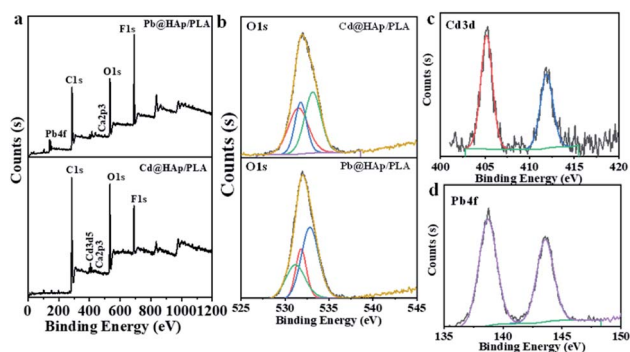 a
Pb@HAp/PLA
F1s
C1s
O1s
Ca2p3
Pb4f
Cd@HAp/PLA
C1s
O1s
F1s
Cd3d5
Ca2p3
Counts (s)
0 200 400 600 800 1000 1200
Binding Energy (eV)
b
O1s
Cd@HAp/PLA
O1s
Pb@HAp/PLA
Counts (s)
525 530 535 540 545
Binding Energy (eV)
c
Cd3d
Counts (s)
400 405 410 415 420
Binding Energy (eV)
d
Pb4f
Counts (s)
135 140 145 150
Binding Energy (eV)